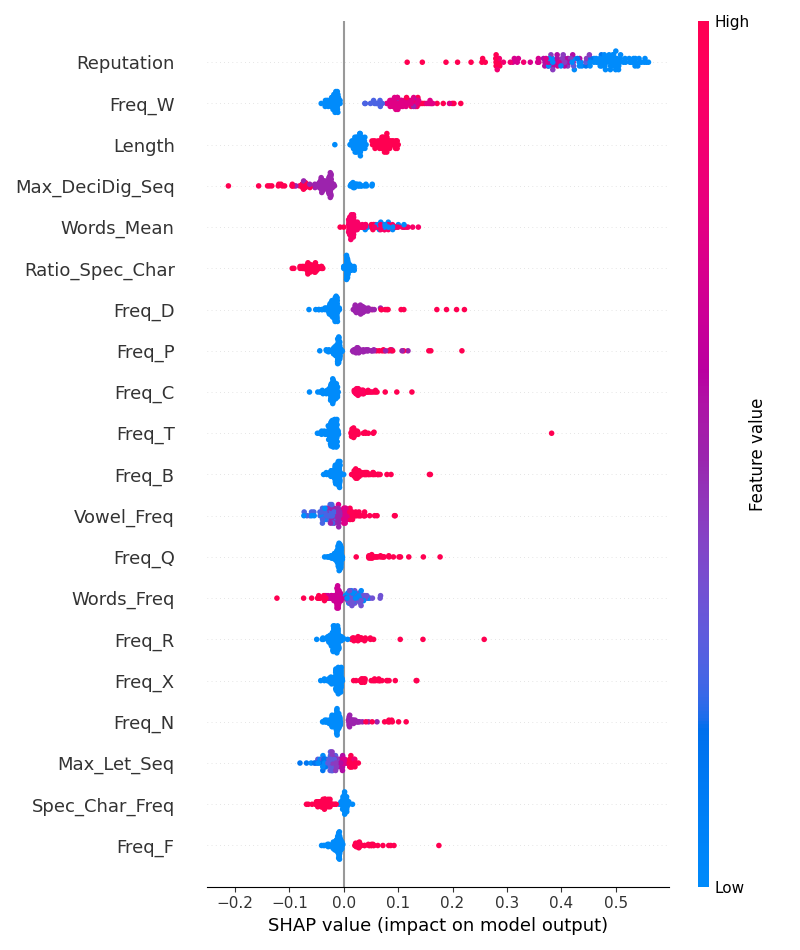 High
Reputation
Freq_W
Length
Max_DeciDig_Seq
Words_Mean
Ratio_Spec_Char
Freq_D
Freq_P
Freq_C
Freq_T
Freq_B
Vowel_Freq
Freq_Q
Words_Freq
Freq_R
Freq_X
Freq_N
Max_Let_Seq
Spec_Char_Freq
Freq_F
Feature value
Low
−0.2 −0.1 0.0 0.1 0.2 0.3 0.4 0.5
SHAP value (impact on model output)